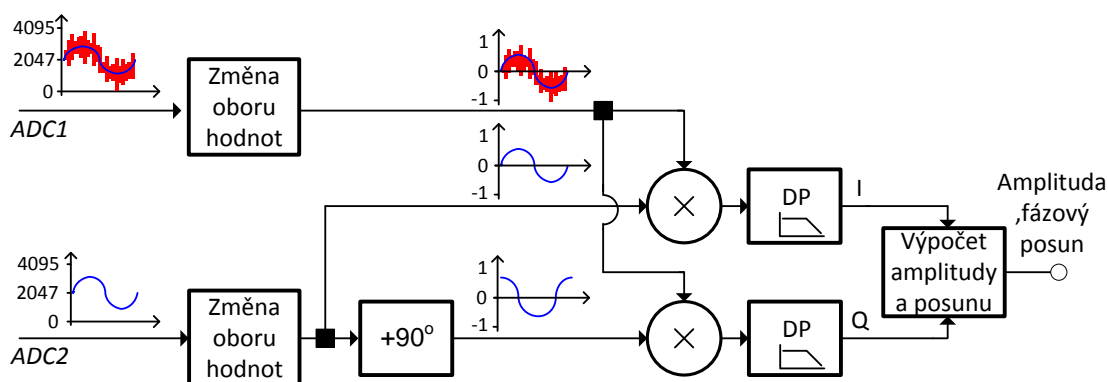 4095
2047
0
ADC1
Změna
oboru
hodnot
1
0
-1
1
0
-1
DP
I
Amplituda
,fázový
posun
Výpočet
amplitudy
a posunu
4095
2047
0
ADC2
Změna
oboru
hodnot
+90°
1
0
-1
DP
Q